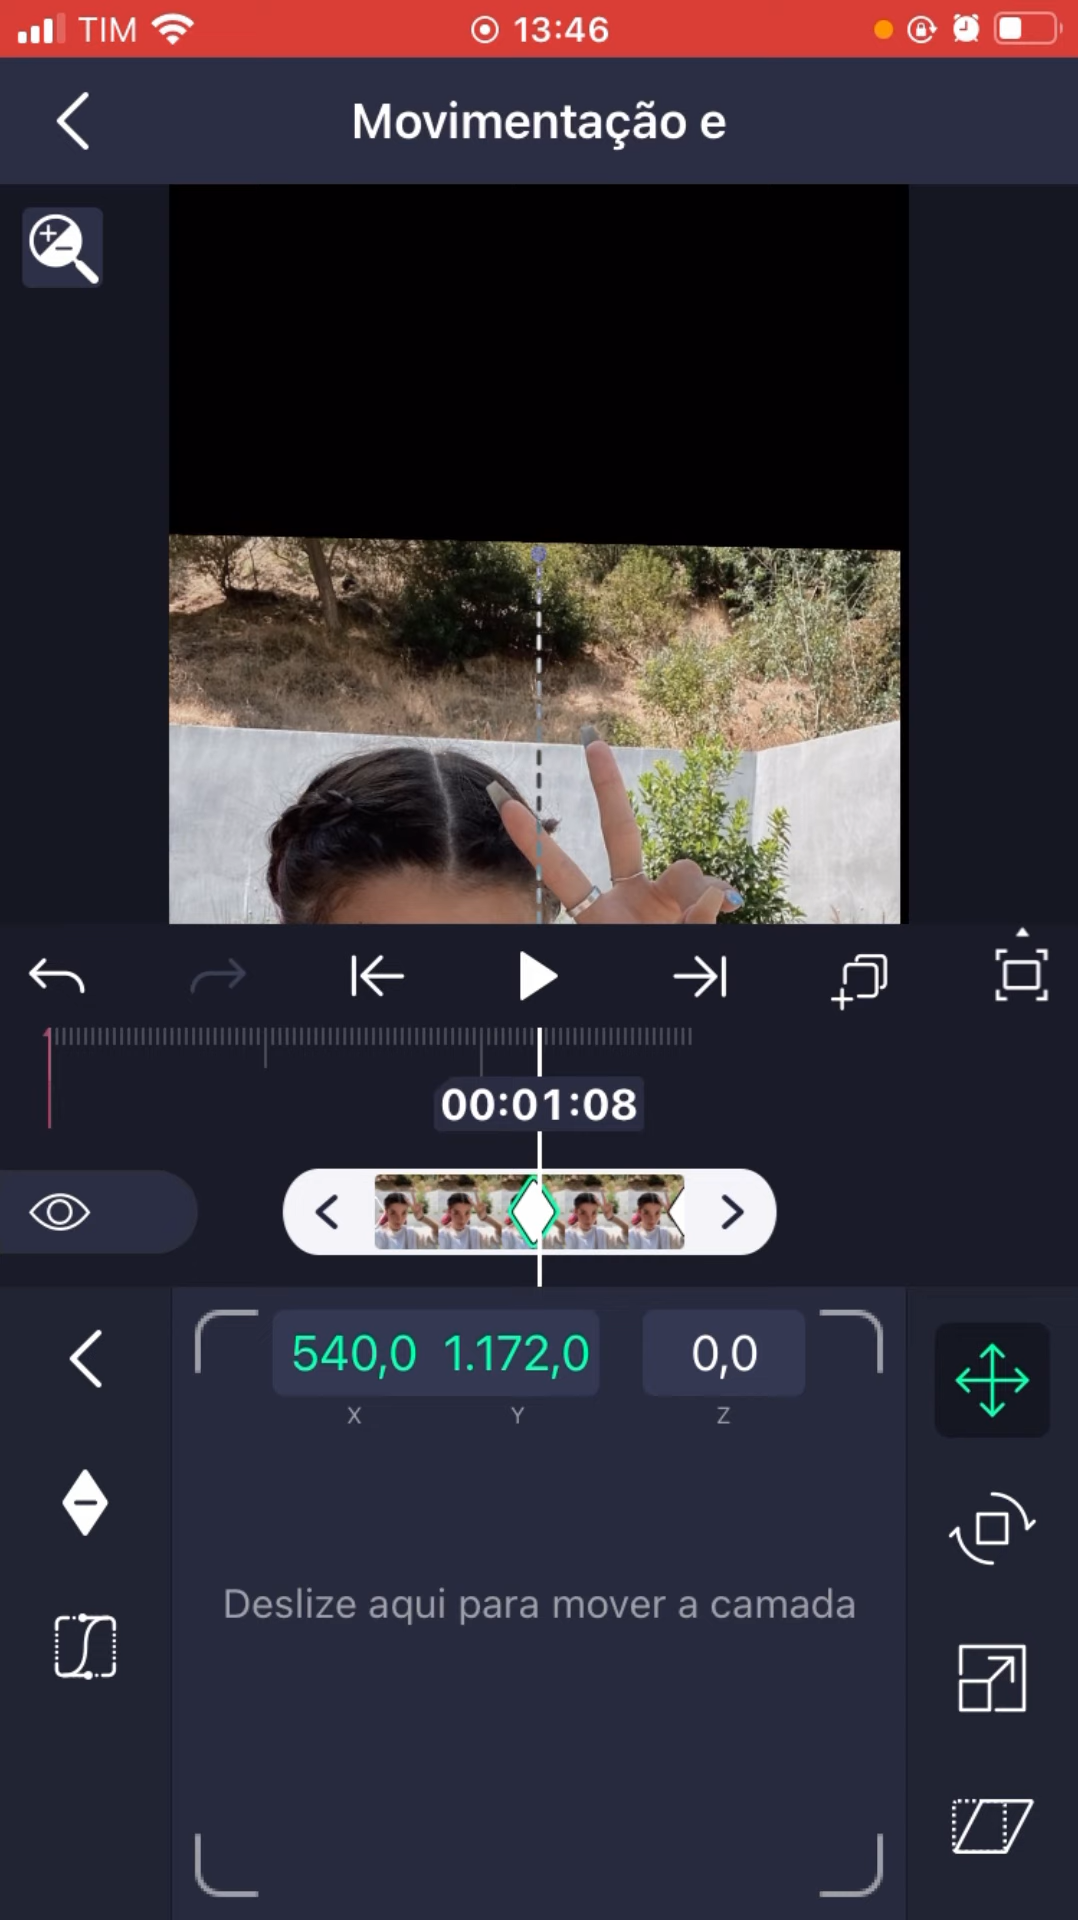 TIM 13:46
Movimentação e
00:01:08
540,0 1.172,0 0,0
X Y Z
Deslize aqui para mover a camada